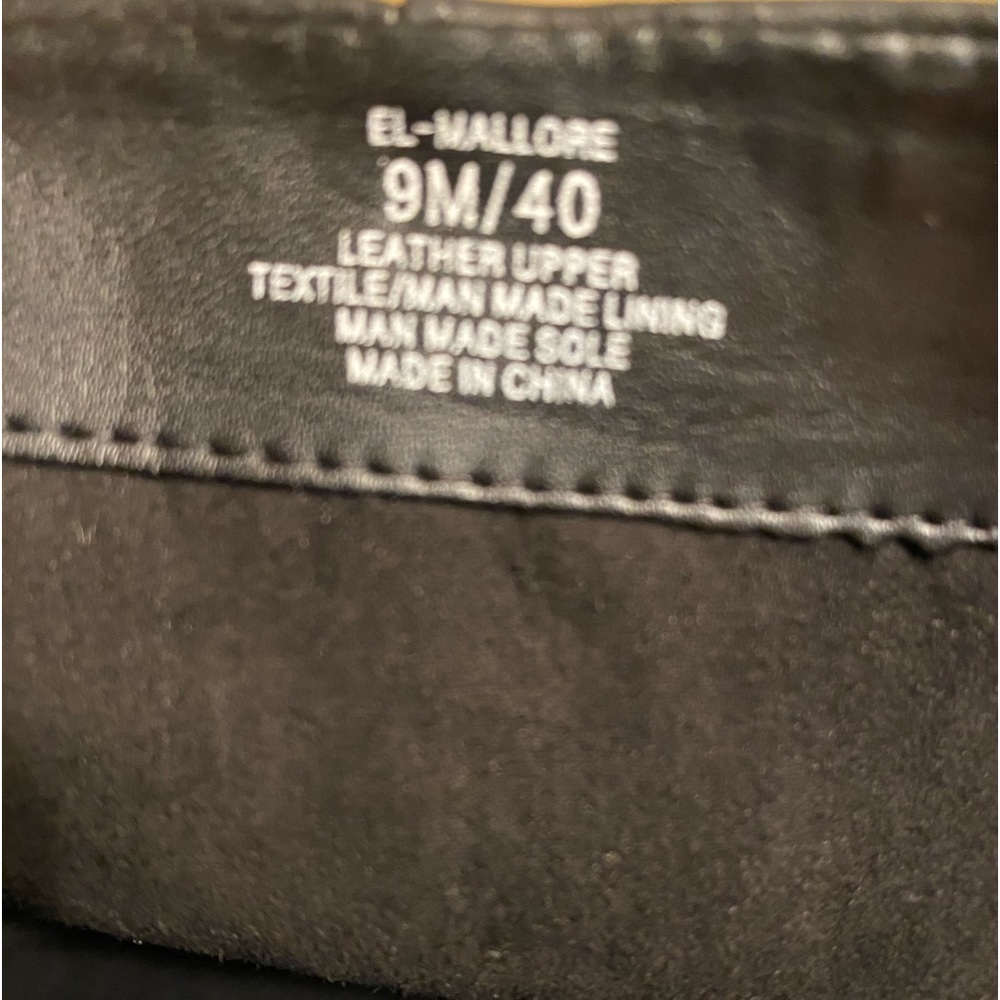 EL-MALLORE
9M/40
LEATHER UPPER
TEXTILE/MAN MADE LINING
MAN MADE SOLE
MADE IN CHINA